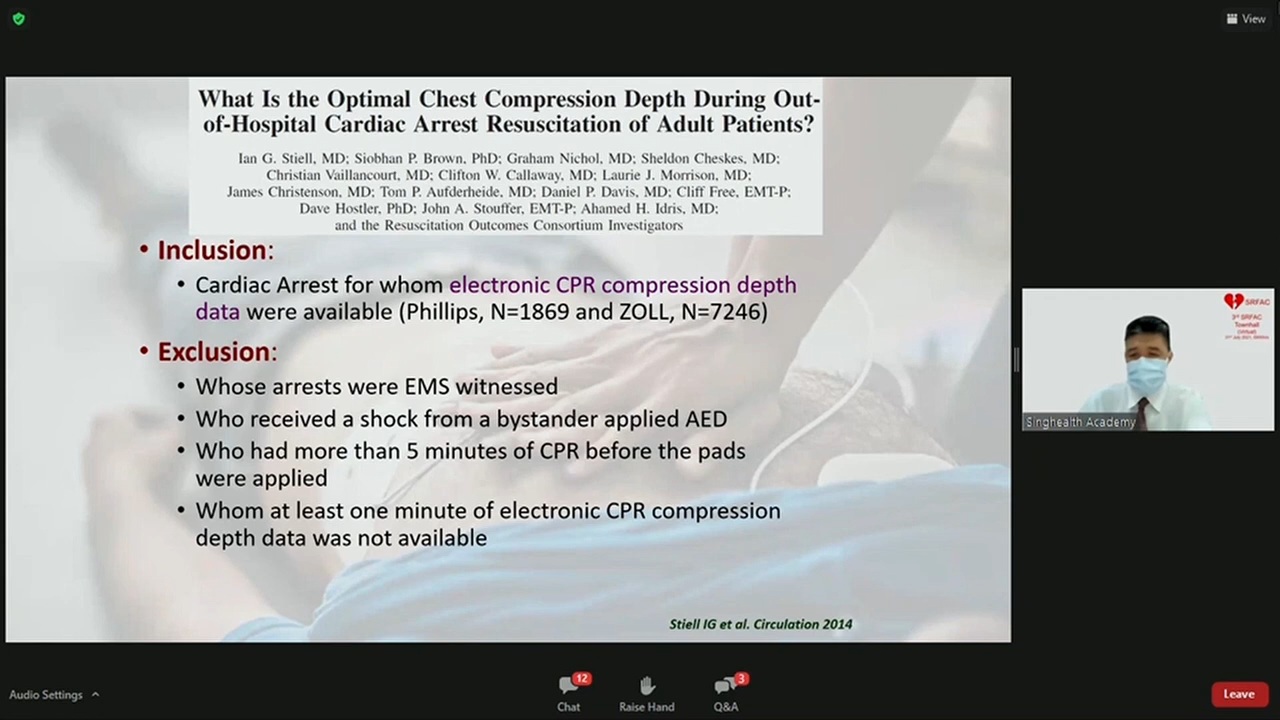 View
What Is the Optimal Chest Compression Depth During Out-
of-Hospital Cardiac Arrest Resuscitation of Adult Patients?
Ian G. Stiell, MD; Siobhan P. Brown, PhD; Graham Nichol, MD; Sheldon Cheskes, MD;
Christian Vaillancourt, MD; Clifton W. Callaway, MD; Laurie J. Morrison, MD;
James Christenson, MD; Tom P. Aufderheide, MD; Daniel P. Davis, MD; Cliff Free, EMT-P;
Dave Hostler, PhD; John A. Stouffer, EMT-P; Ahamed H. Idris, MD;
and the Resuscitation Outcomes Consortium Investigators
• Inclusion:
• Cardiac Arrest for whom electronic CPR compression depth
data were available (Phillips, N=1869 and ZOLL, N=7246)
• Exclusion:
• Whose arrests were EMS witnessed
• Who received a shock from a bystander applied AED
• Who had more than 5 minutes of CPR before the pads
were applied
• Whom at least one minute of electronic CPR compression
depth data was not available
Stiell IG et al. Circulation 2014
SRFAC
3rd SRFAC
Townhall
Singhealth Academy
Audio Settings
12
Chat
Raise Hand
3
Q&A
Leave